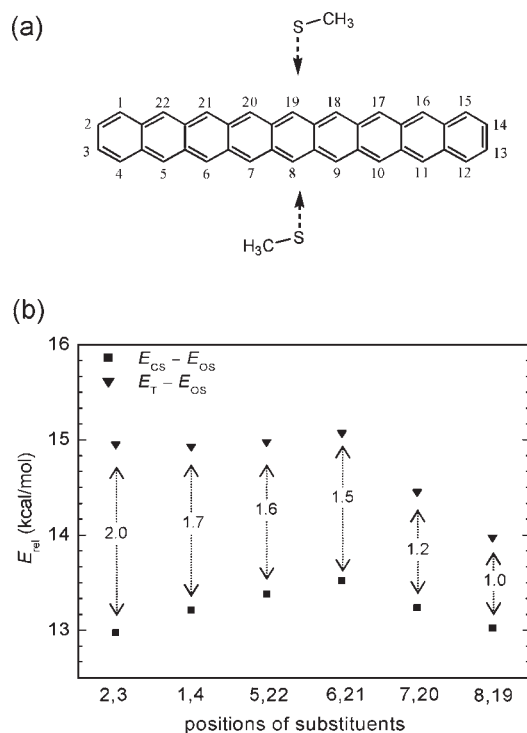 (a)
S CH3
1 22 21 20 19 18 17 16 15
2 14
3 13
4 5 6 7 8 9 10 11 12
H3C S
(b)
16
ECS – EOS
ET – EOS
15
14
13
Erel (kcal/mol)
2.0 1.7 1.6 1.5 1.2 1.0
2,3 1,4 5,22 6,21 7,20 8,19
positions of substituents